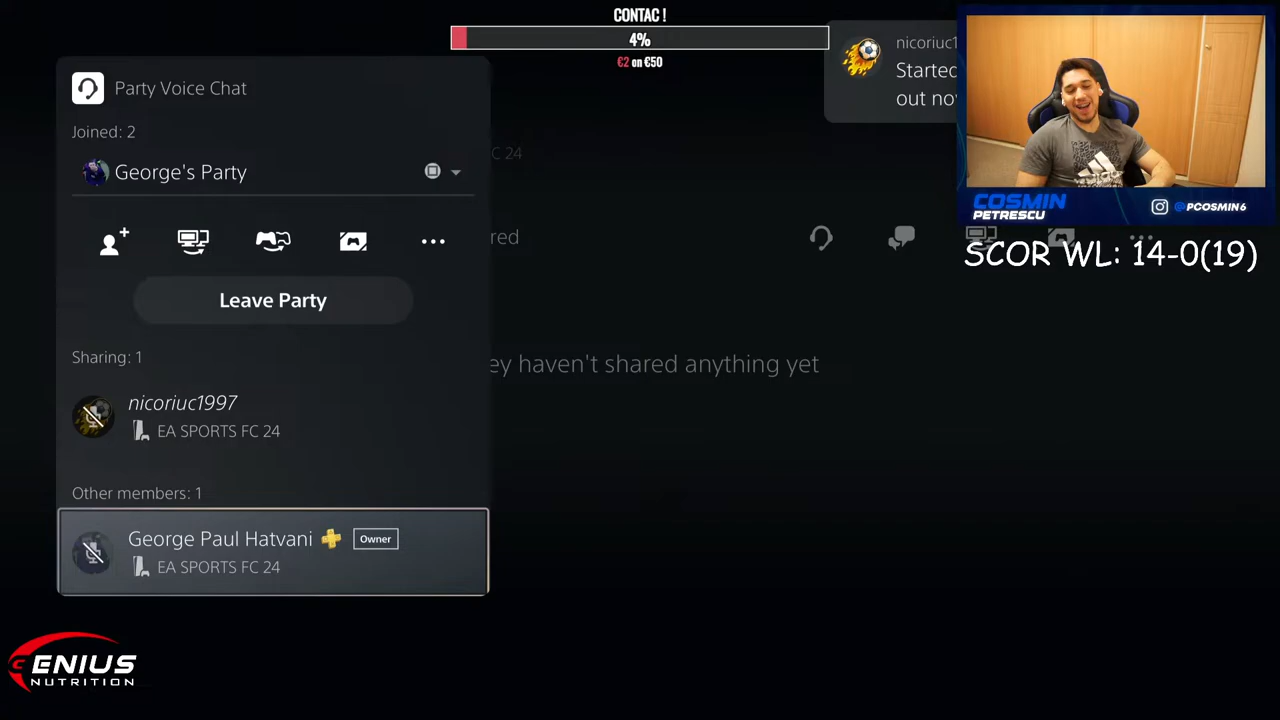 CONTAC !
4%
€2 on €50
Party Voice Chat
Joined: 2
George's Party
Leave Party
Sharing: 1
nicoriuc1997
EA SPORTS FC 24
Other members: 1
George Paul Hatvani
Owner
EA SPORTS FC 24
C 24
red
ey haven't shared anything yet
nicoriuc1
Started
out no
COSMIN
PETRESCU
@PCOSMIN6
SCOR WL: 14-0(19)
GENIUS
NUTRITION